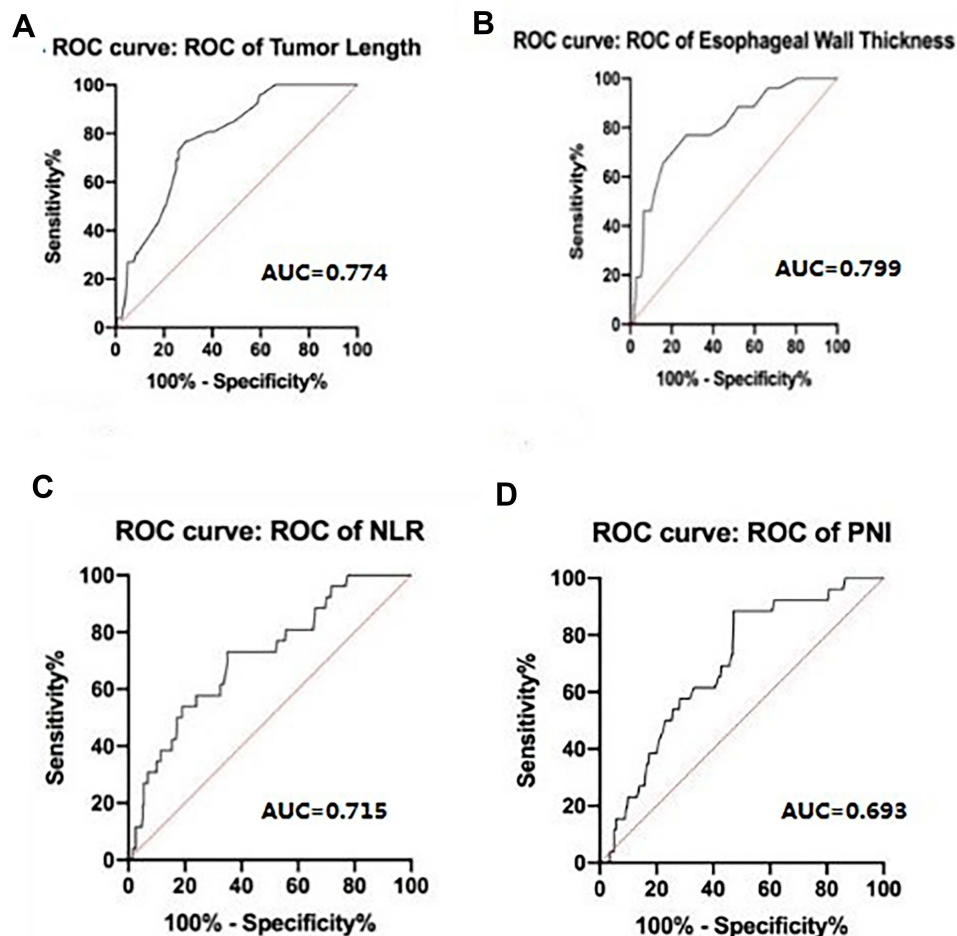 A
ROC curve: ROC of Tumor Length
100
80
60
40
20
0
Sensitivity%
AUC=0.774
0 20 40 60 80 100
100% - Specificity%
B
ROC curve: ROC of Esophageal Wall Thickness
100
80
60
40
20
0
Sensitivity%
AUC=0.799
0 20 40 60 80 100
100% - Specificity%
C
ROC curve: ROC of NLR
100
80
60
40
20
0
Sensitivity%
AUC=0.715
0 20 40 60 80 100
100% - Specificity%
D
ROC curve: ROC of PNI
100
80
60
40
20
0
Sensitivity%
AUC=0.693
0 20 40 60 80 100
100% - Specificity%